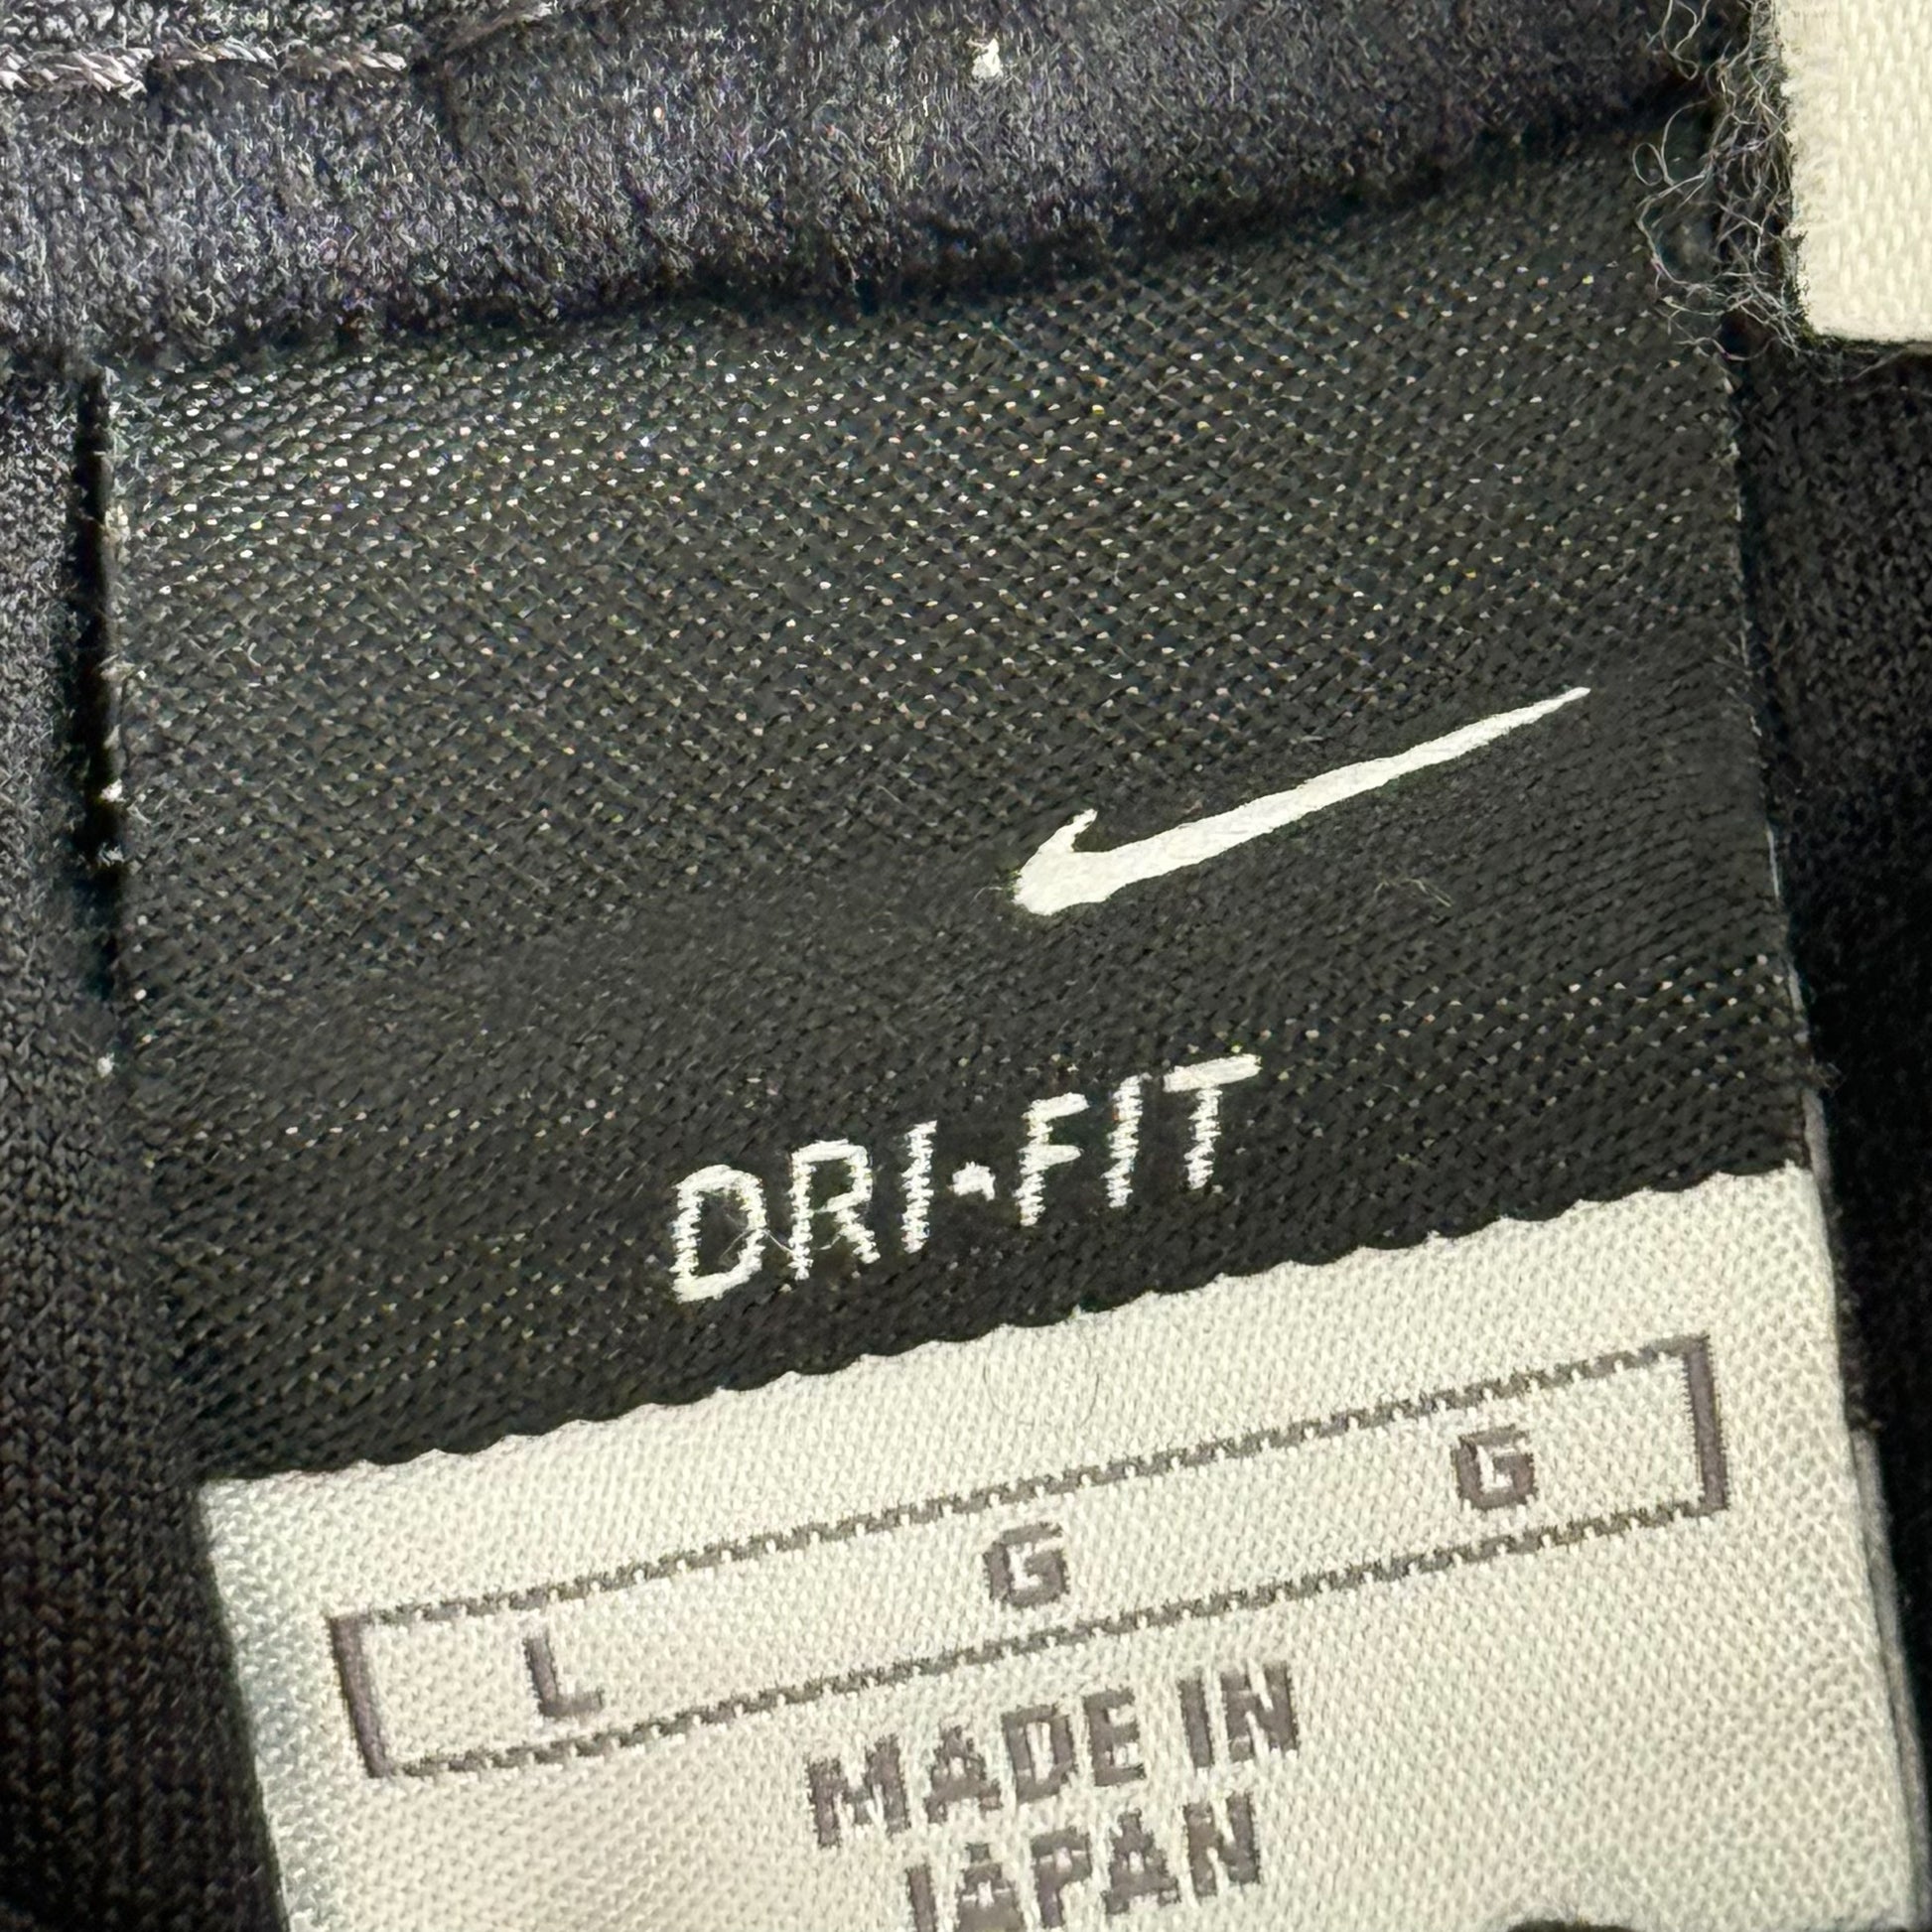 DRI•FIT
L G G
MADE IN
JAPAN